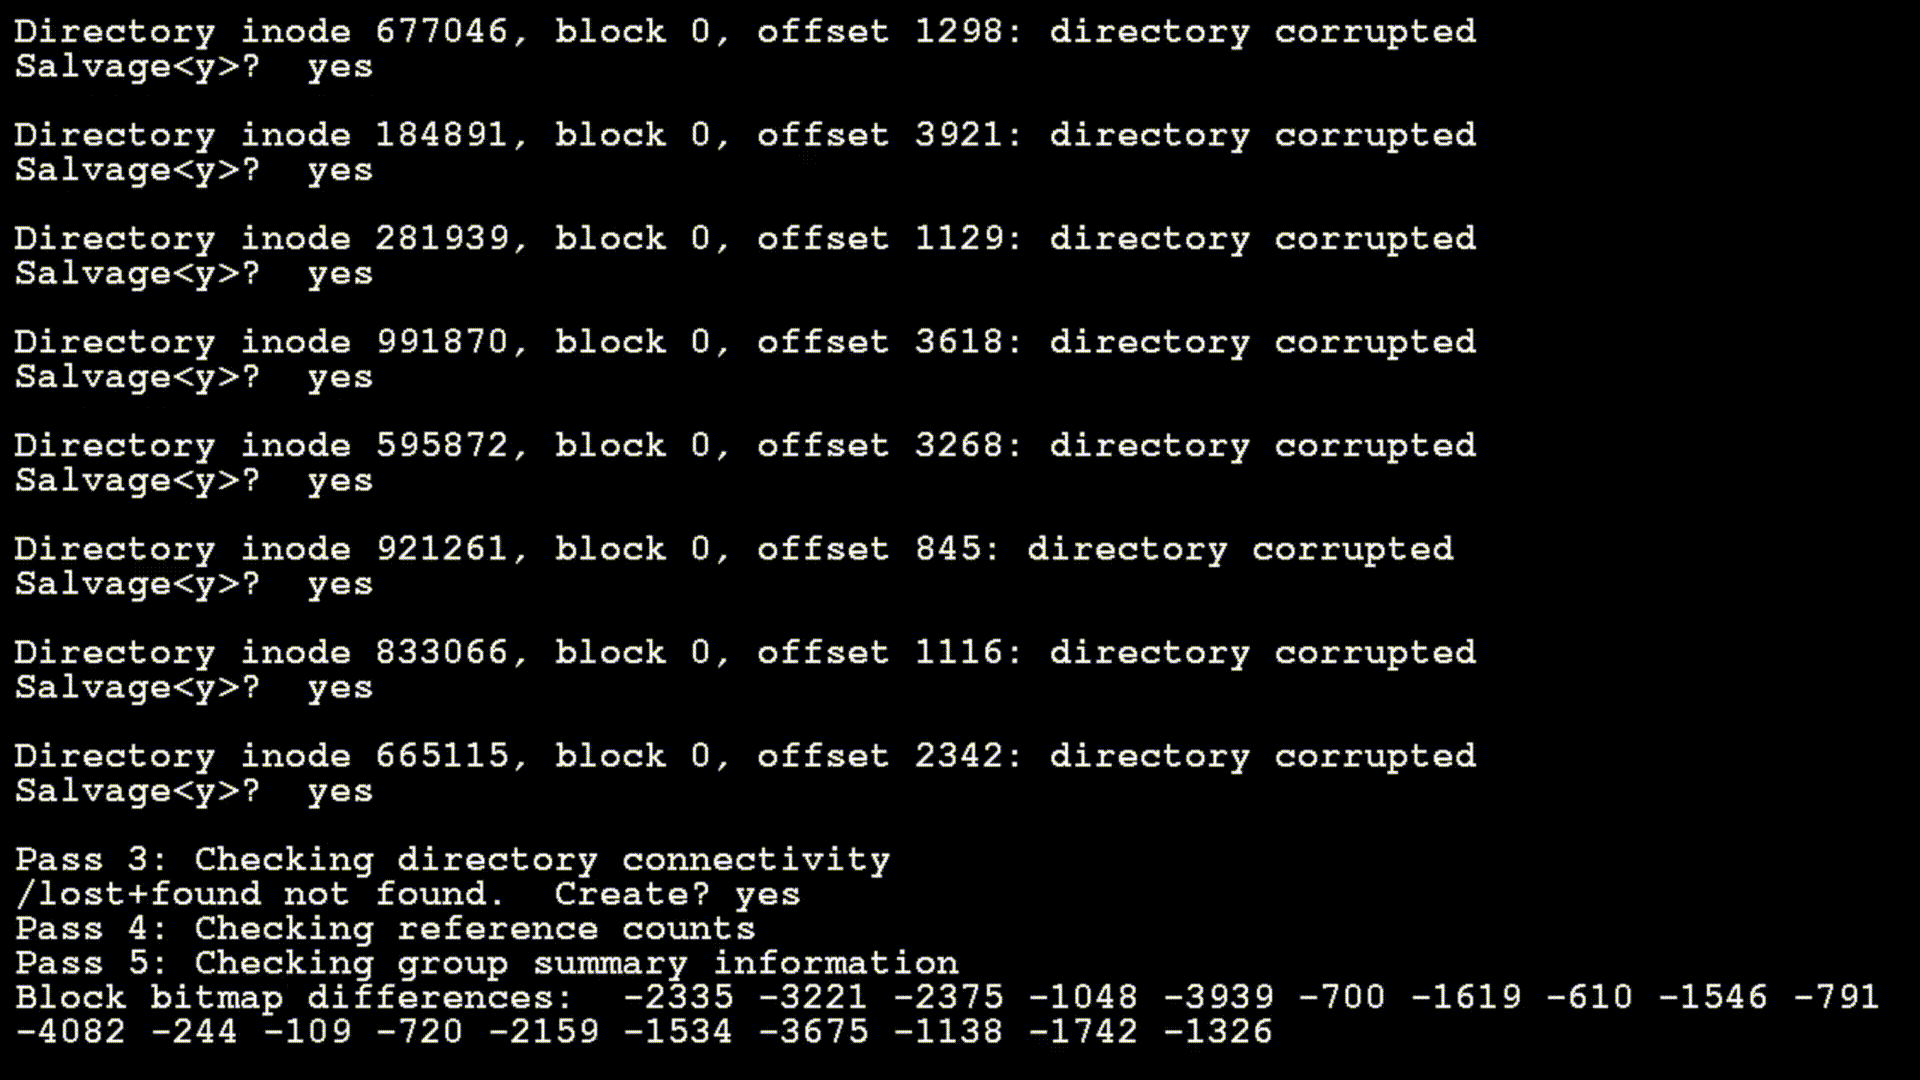 Directory inode 677046, block 0, offset 1298: directory corrupted
Salvage<y>?  yes
Directory inode 184891, block 0, offset 3921: directory corrupted
Salvage<y>?  yes
Directory inode 281939, block 0, offset 1129: directory corrupted
Salvage<y>?  yes
Directory inode 991870, block 0, offset 3618: directory corrupted
Salvage<y>?  yes
Directory inode 595872, block 0, offset 3268: directory corrupted
Salvage<y>?  yes
Directory inode 921261, block 0, offset 845: directory corrupted
Salvage<y>?  yes
Directory inode 833066, block 0, offset 1116: directory corrupted
Salvage<y>?  yes
Directory inode 665115, block 0, offset 2342: directory corrupted
Salvage<y>?  yes
Pass 3: Checking directory connectivity
/lost+found not found.  Create? yes
Pass 4: Checking reference counts
Pass 5: Checking group summary information
Block bitmap differences:  -2335 -3221 -2375 -1048 -3939 -700 -1619 -610 -1546 -791
-4082 -244 -109 -720 -2159 -1534 -3675 -1138 -1742 -1326